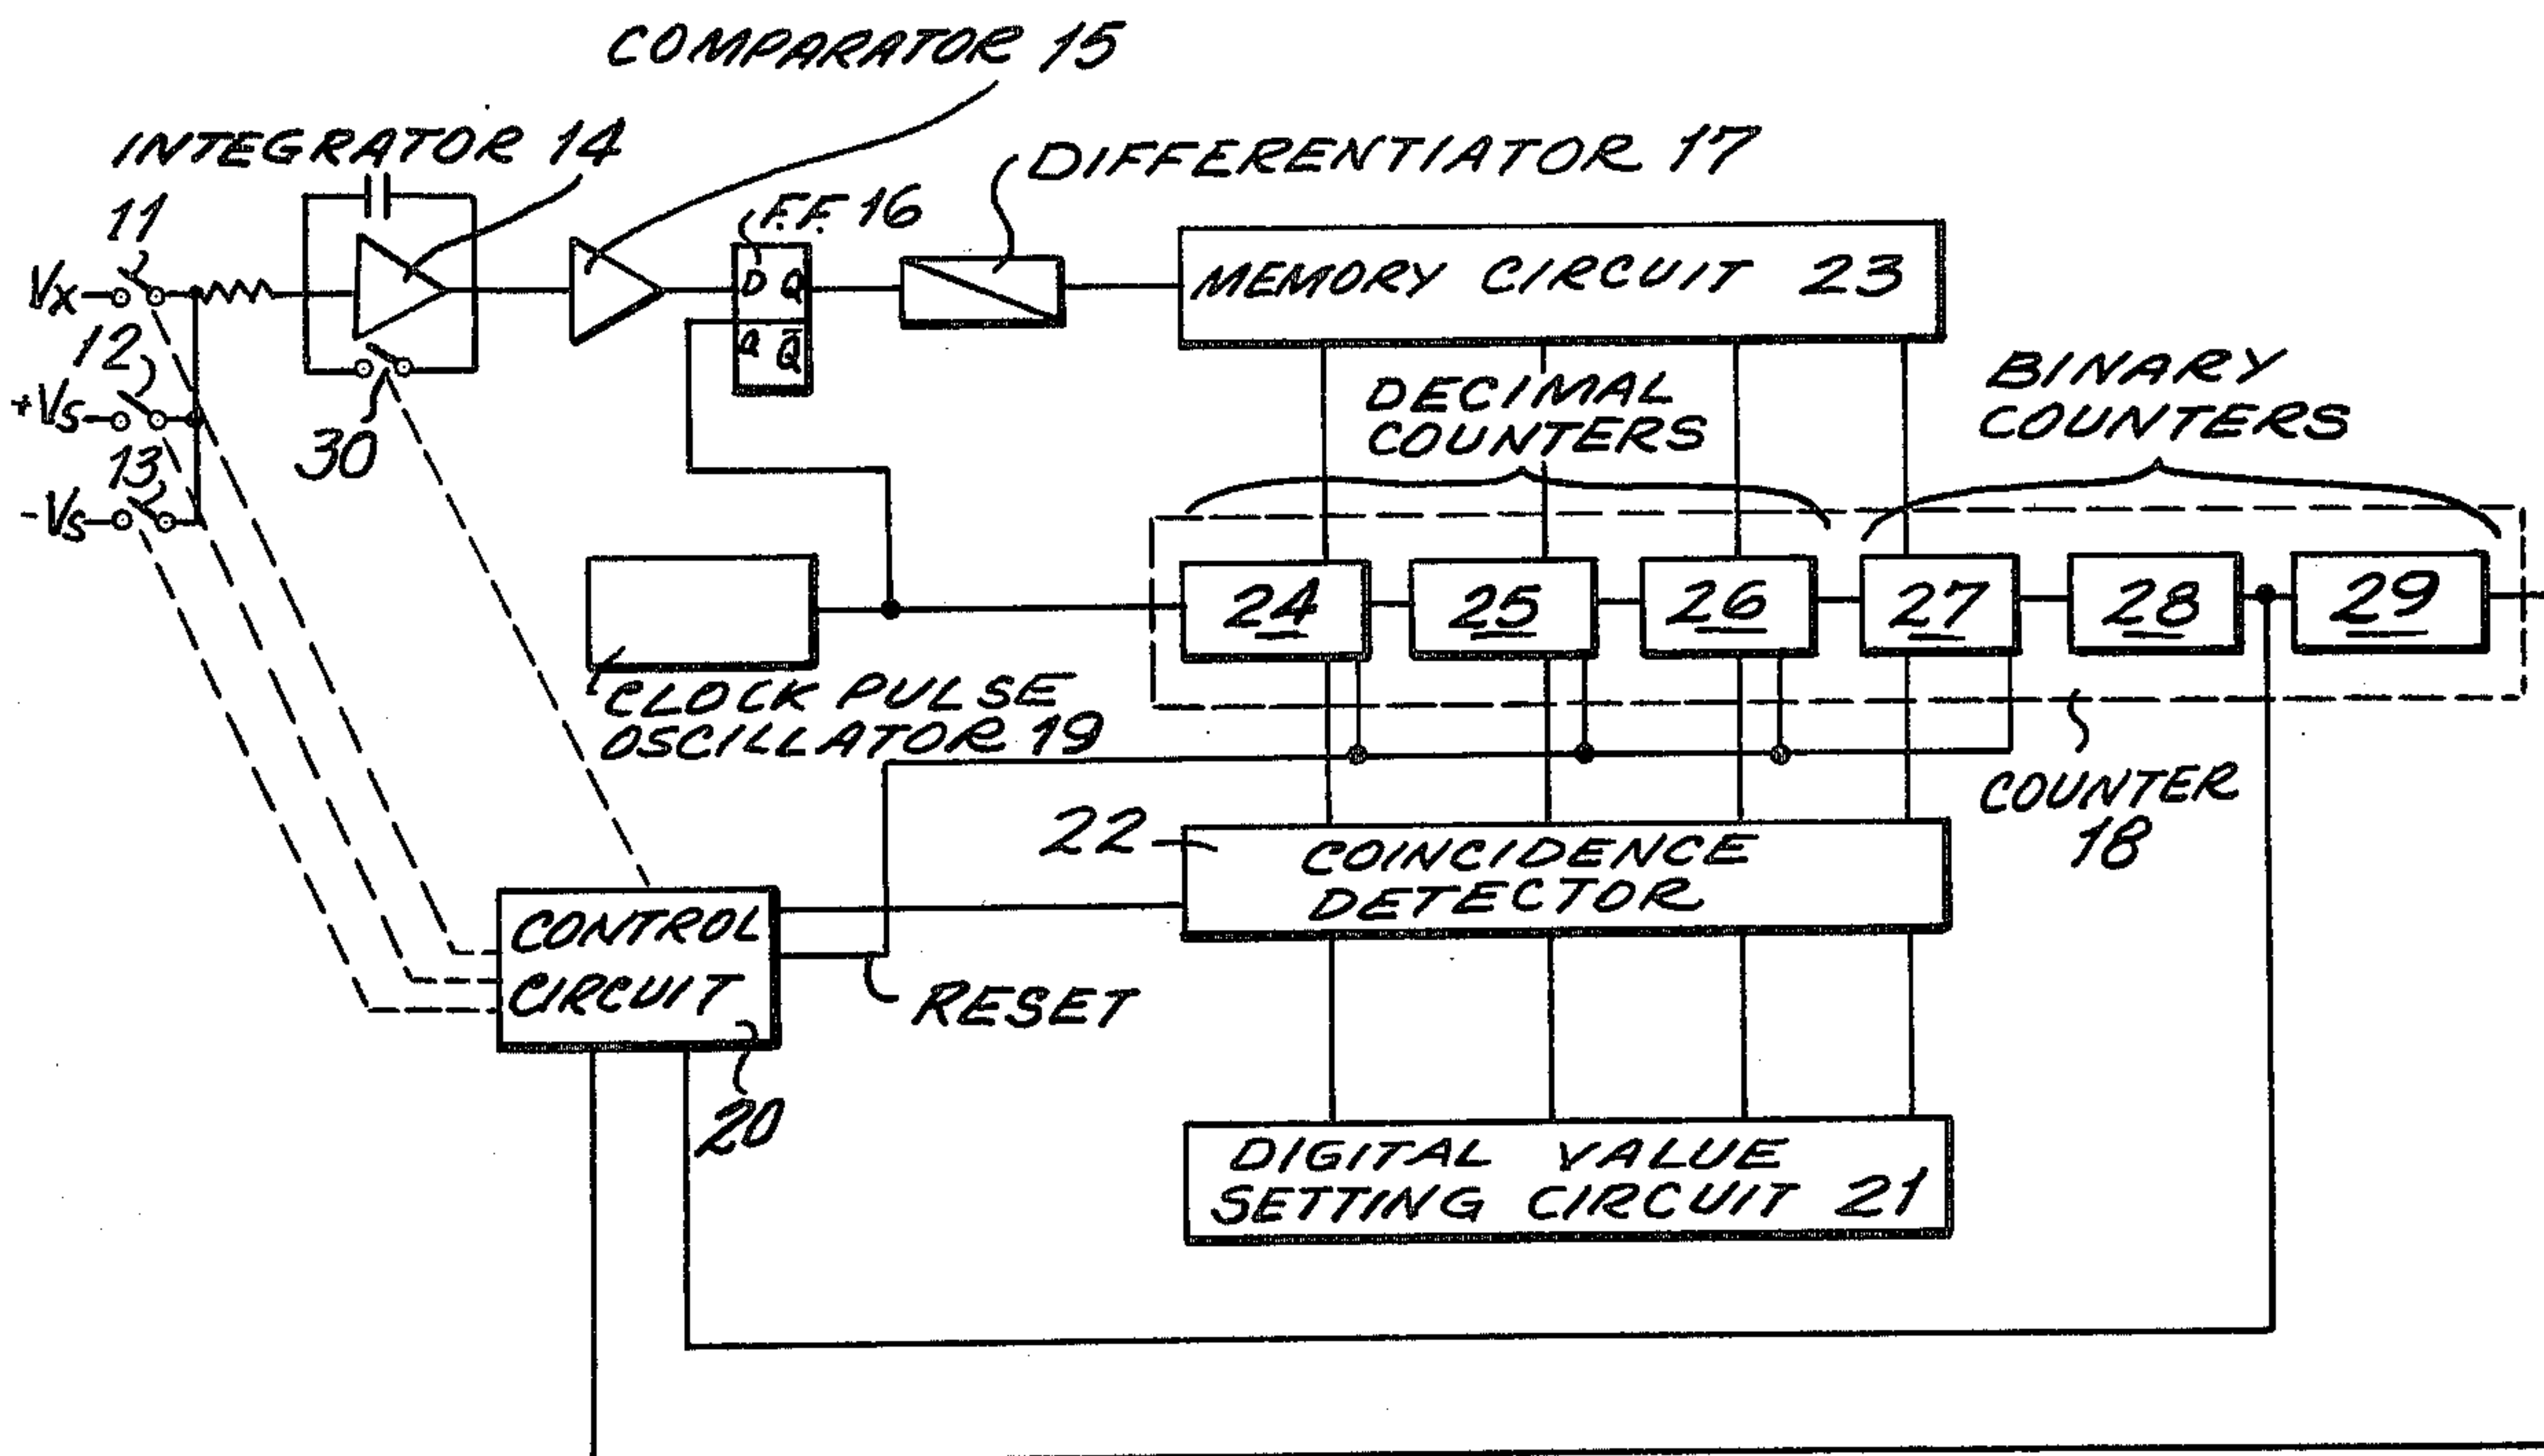 COMPARATOR 15
INTEGRATOR 14
DIFFERENTIATOR 17
F.F. 16
11
VX
12
+VS
13
-VS
30
D Q
Q̅
MEMORY CIRCUIT 23
DECIMAL
COUNTERS
BINARY
COUNTERS
24
25
26
27
28
29
CLOCK PULSE
OSCILLATOR 19
COUNTER
18
22
COINCIDENCE
DETECTOR
CONTROL
CIRCUIT
20
RESET
DIGITAL VALUE
SETTING CIRCUIT 21